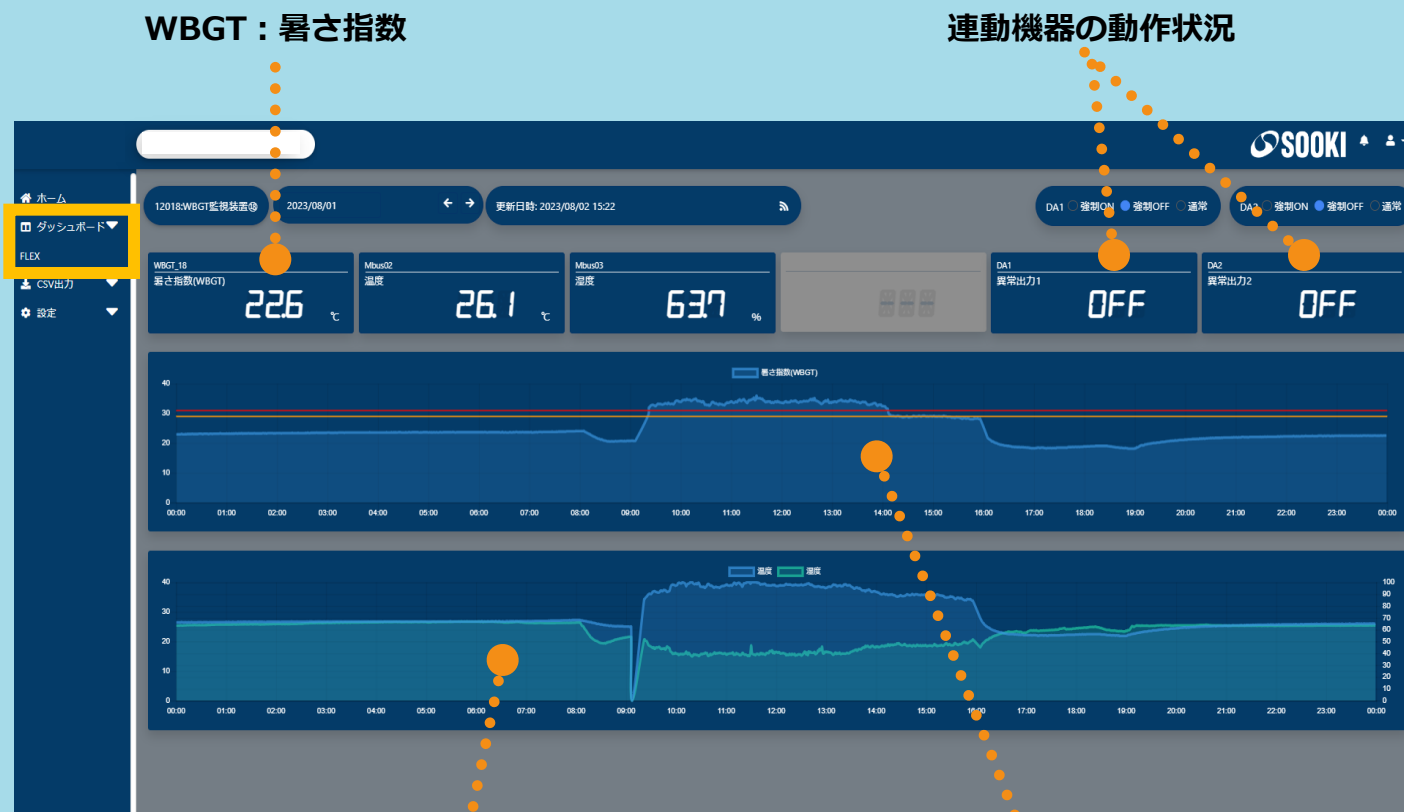 WBGT：暑さ指数
連動機器の動作状況
SOOKI
ホーム
ダッシュボード
FLEX
CSV出力
設定
12018:WBGT監視装置⑱
2023/08/01
更新日時: 2023/08/02 15:22
DA1 強制ON 強制OFF 通常
DA2 強制ON 強制OFF 通常
WBGT_18
暑さ指数(WBGT)
22.6 ℃
Mbus02
温度
26.1 ℃
Mbus03
湿度
63.7 %
DA1
異常出力1
OFF
DA2
異常出力2
OFF
暑さ指数(WBGT)
40
30
20
10
0
00:00 01:00 02:00 03:00 04:00 05:00 06:00 07:00 08:00 09:00 10:00 11:00 12:00 13:00 14:00 15:00 16:00 17:00 18:00 19:00 20:00 21:00 22:00 23:00 00:00
温度 湿度
40
30
20
10
0
100
90
80
70
60
50
40
30
20
10
0
00:00 01:00 02:00 03:00 04:00 05:00 06:00 07:00 08:00 09:00 10:00 11:00 12:00 13:00 14:00 15:00 16:00 17:00 18:00 19:00 20:00 21:00 22:00 23:00 00:00